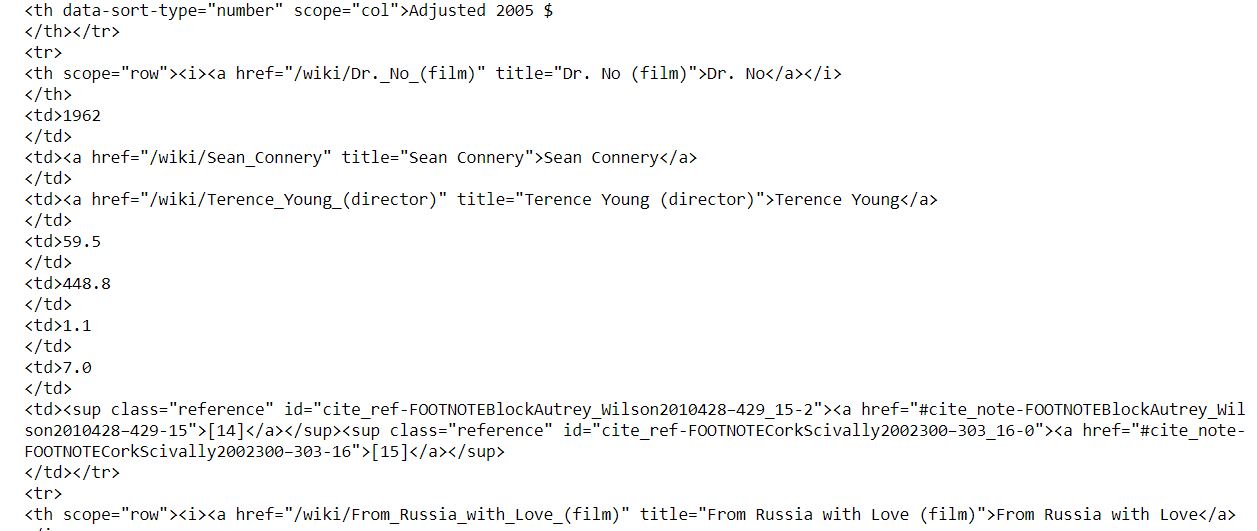 <th data-sort-type="number" scope="col">Adjusted 2005 $
</th></tr>
<tr>
<th scope="row"><i><a href="/wiki/Dr._No_(film)" title="Dr. No (film)">Dr. No</a></i>
</th>
<td>1962
</td>
<td><a href="/wiki/Sean_Connery" title="Sean Connery">Sean Connery</a>
</td>
<td><a href="/wiki/Terence_Young_(director)" title="Terence Young (director)">Terence Young</a>
</td>
<td>59.5
</td>
<td>448.8
</td>
<td>1.1
</td>
<td>7.0
</td>
<td><sup class="reference" id="cite_ref-FOOTNOTEBlockAutrey_Wilson2010428–429_15-2"><a href="#cite_note-FOOTNOTEBlockAutrey_Wil
son2010428–429-15">[14]</a></sup><sup class="reference" id="cite_ref-FOOTNOTECorkScivally2002300–303_16-0"><a href="#cite_note-
FOOTNOTECorkScivally2002300–303-16">[15]</a></sup>
</td></tr>
<tr>
<th scope="row"><i><a href="/wiki/From_Russia_with_Love_(film)" title="From Russia with Love (film)">From Russia with Love</a>